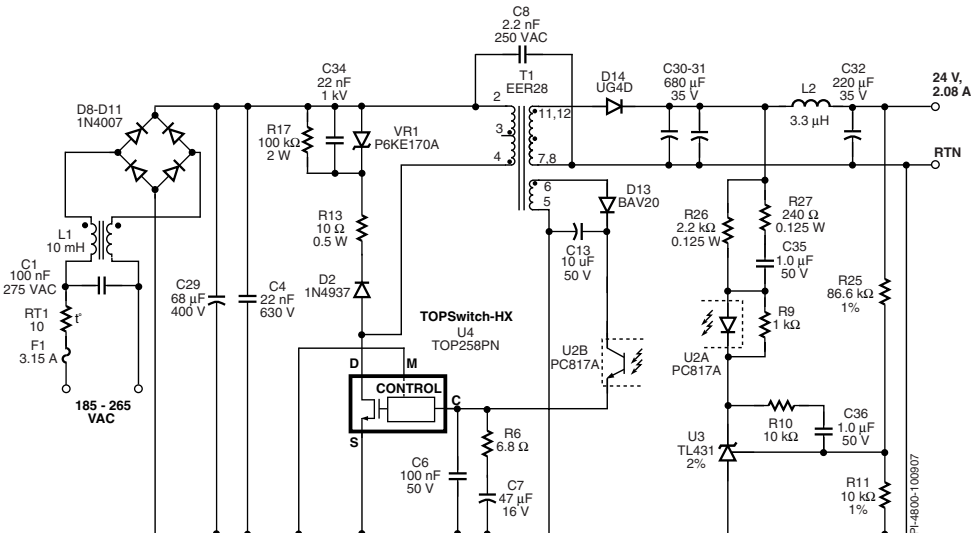 C8
2.2 nF
250 VAC
C34
22 nF
1 kV
T1
EER28
D14
UG4D
C30-31
680 µF
35 V
L2
3.3 µH
C32
220 µF
35 V
24 V,
2.08 A
D8-D11
1N4007
R17
100 kΩ
2 W
VR1
P6KE170A
2
3
4
11,12
7,8
6
5
RTN
D13
BAV20
R13
10 Ω
0.5 W
C13
10 uF
50 V
R26
2.2 kΩ
0.125 W
R27
240 Ω
0.125 W
C35
1.0 µF
50 V
L1
10 mH
C1
100 nF
275 VAC
RT1
10
t°
F1
3.15 A
C29
68 µF
400 V
C4
22 nF
630 V
D2
1N4937
TOPSwitch-HX
U4
TOP258PN
R25
86.6 kΩ
1%
R9
1 kΩ
U2B
PC817A
U2A
PC817A
185 - 265
VAC
D
M
CONTROL
C
S
R6
6.8 Ω
C6
100 nF
50 V
C7
47 µF
16 V
R10
10 kΩ
C36
1.0 µF
50 V
U3
TL431
2%
R11
10 kΩ
1%
PI-4800-100907